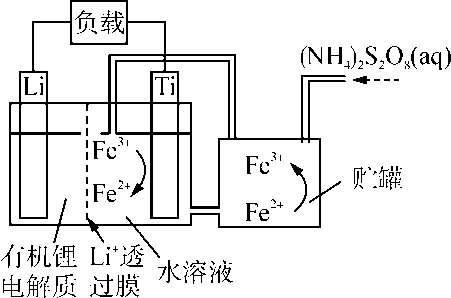 负载
(NH₄)₂S₂O₈(aq)
Li
Ti
Fe³⁺
Fe²⁺
Fe³⁺
Fe²⁺
贮罐
有机锂
电解质
Li⁺透
过膜
水溶液